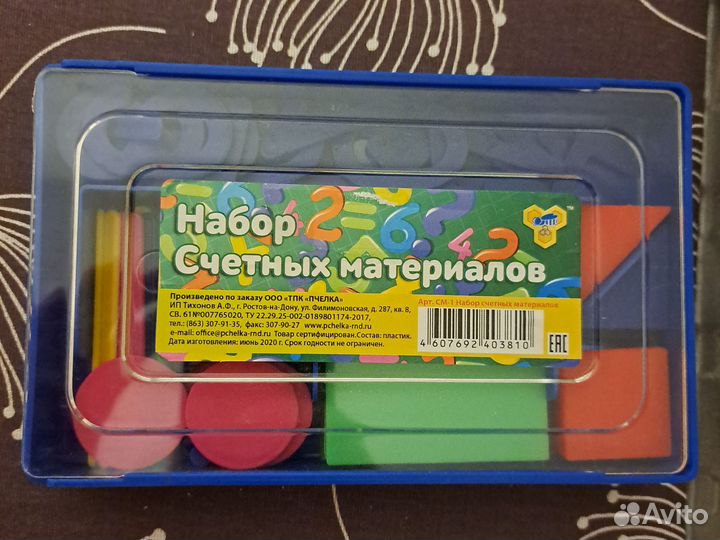 Набор
Счетных материалов
Произведено по заказу ООО «ТПК «ПЧЕЛКА»
Арт. СМ-1 Набор счетных материалов
ИП Тихонов А.Ф., г. Ростов-на-Дону, ул. Филимоновская, д. 287, кв. 8,
СВ. 61№007765020, ТУ 22.29.25-002-0189801174-2017,
тел.: (863) 307-91-35, факс: 307-90-27 www.pchelka-rnd.ru
e-mail: office@pchelka-rnd.ru Товар сертифицирован. Состав: пластик.
Дата изготовления: июнь 2020 г. Срок годности не ограничен.
4 607692 403810
EAC
Avito